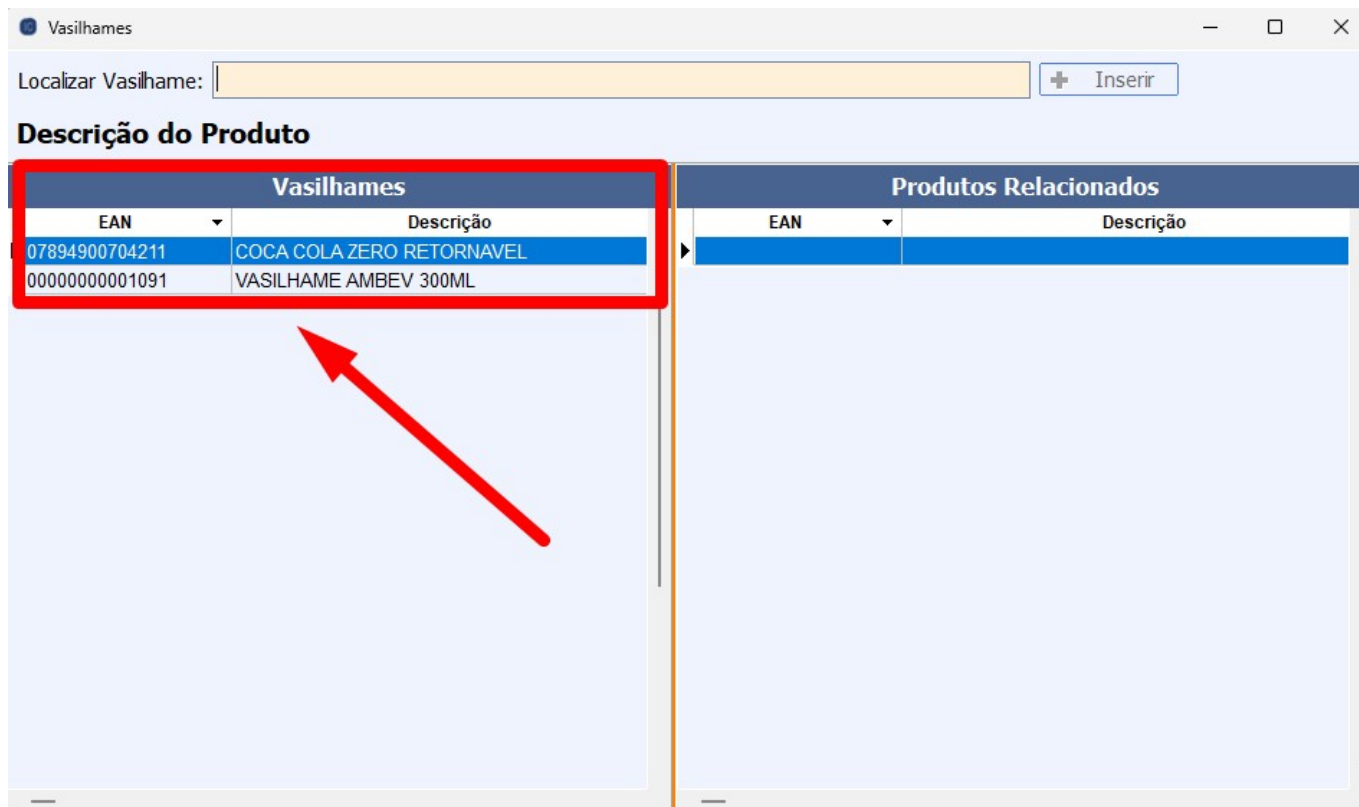 Vasilhames
Localizar Vasilhame:
Inserir
Descrição do Produto
Vasilhames
EAN Descrição
07894900704211 COCA COLA ZERO RETORNAVEL
00000000001091 VASILHAME AMBEV 300ML
Produtos Relacionados
EAN Descrição